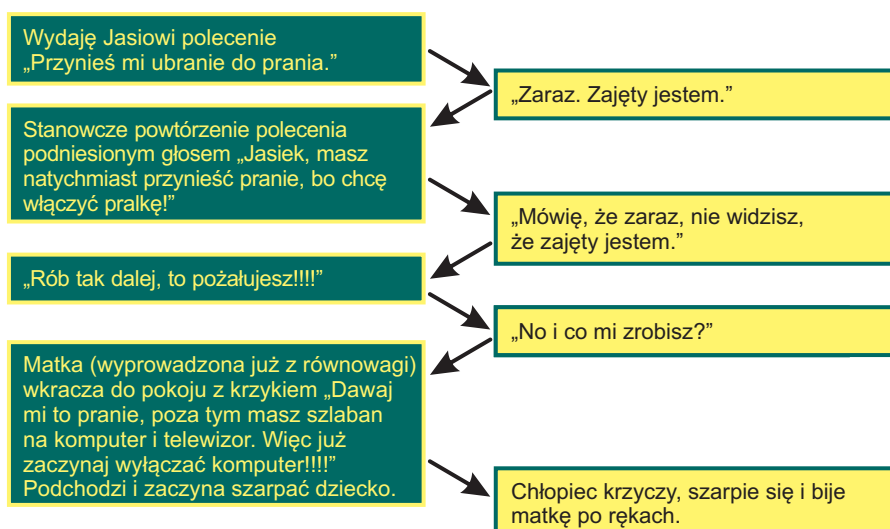 Wydaję Jasiowi polecenie
„Przynieś mi ubranie do prania.”
„Zaraz. Zajęty jestem.”
Stanowcze powtórzenie polecenia
podniesionym głosem „Jasiek, masz
natychmiast przynieść pranie, bo chcę
włączyć pralkę!”
„Mówię, że zaraz, nie widzisz,
że zajęty jestem.”
„Rób tak dalej, to pożałujesz!!!!”
„No i co mi zrobisz?”
Matka (wyprowadzona już z równowagi)
wkracza do pokoju z krzykiem „Dawaj
mi to pranie, poza tym masz szlaban
na komputer i telewizor. Więc już
zaczynaj wyłączać komputer!!!!”
Podchodzi i zaczyna szarpać dziecko.
Chłopiec krzyczy, szarpie się i bije
matkę po rękach.